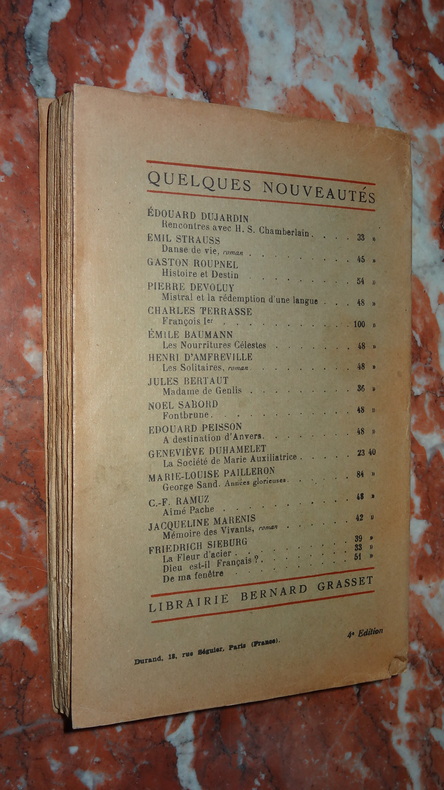 QUELQUES NOUVEAUTÉS
ÉDOUARD DUJARDIN
Rencontres avec H. S. Chamberlain . . . . . 33 »
EMIL STRAUSS
Danse de vie, roman . . . . . . . . 45 »
GASTON ROUPNEL
Histoire et Destin . . . . . . . . 54 »
PIERRE DEVOLUY
Mistral et la rédemption d'une langue . . . . 48 »
CHARLES TERRASSE
François Ier . . . . . . . . 100 »
ÉMILE BAUMANN
Les Nourritures Célestes . . . . . . . 48 »
HENRI D'AMFREVILLE
Les Solitaires, roman . . . . . . . . 48 »
JULES BERTAUT
Madame de Genlis . . . . . . . . 36 »
NOEL SABORD
Fontbrune . . . . . . . . 48 »
EDOUARD PEISSON
A destination d'Anvers . . . . . . . . 48 »
GENEVIÈVE DUHAMELET
La Société de Marie Auxiliatrice . . . . . 23 40
MARIE-LOUISE PAILLERON
George Sand. Années glorieuses . . . . . . 84 »
C.-F. RAMUZ
Aimé Pache . . . . . . . . 48 »
JACQUELINE MARENIS
Mémoire des Vivants, roman . . . . . . . 42 »
FRIEDRICH SIEBURG
La Fleur d'acier . . . . . . . . 39 »
Dieu est-il Français ? . . . . . . . . 33 »
De ma fenêtre . . . . . . . . 51 »
LIBRAIRIE BERNARD GRASSET
Durand, 18, rue Séguier, Paris (France).
4e Edition